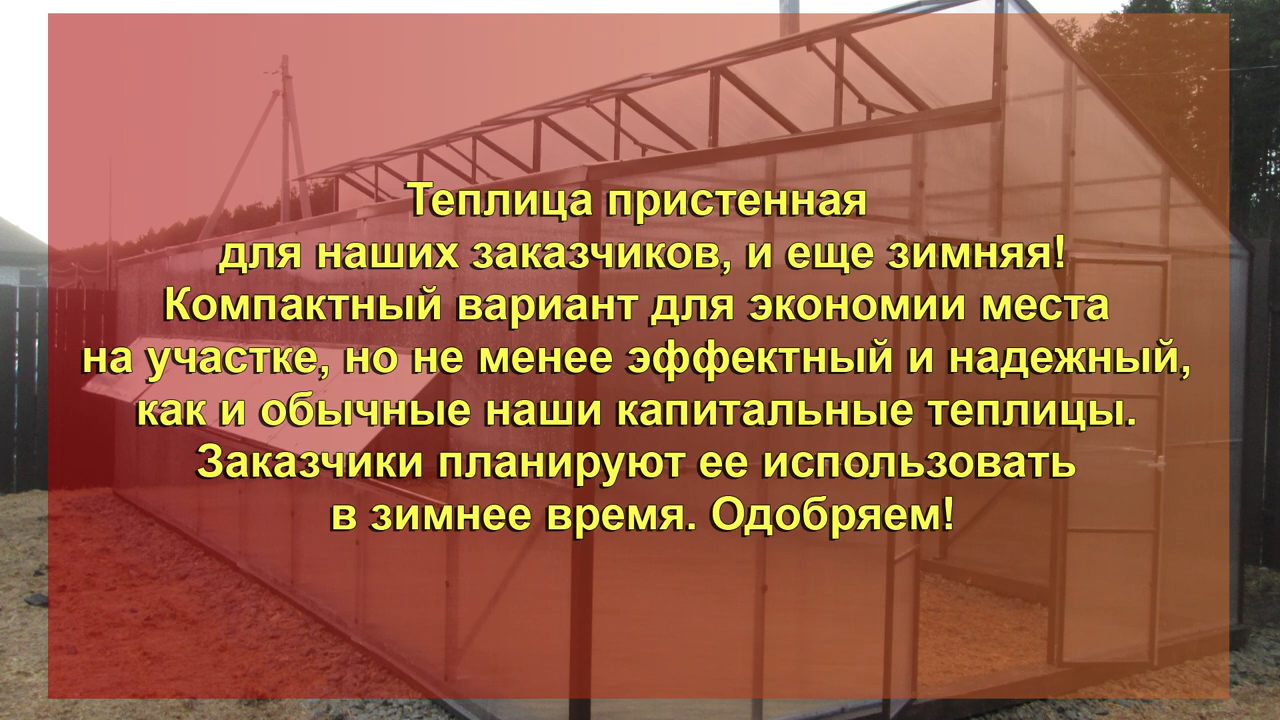 Теплица пристенная
для наших заказчиков, и еще зимняя!
Компактный вариант для экономии места
на участке, но не менее эффектный и надежный,
как и обычные наши капитальные теплицы.
Заказчики планируют ее использовать
в зимнее время. Одобряем!